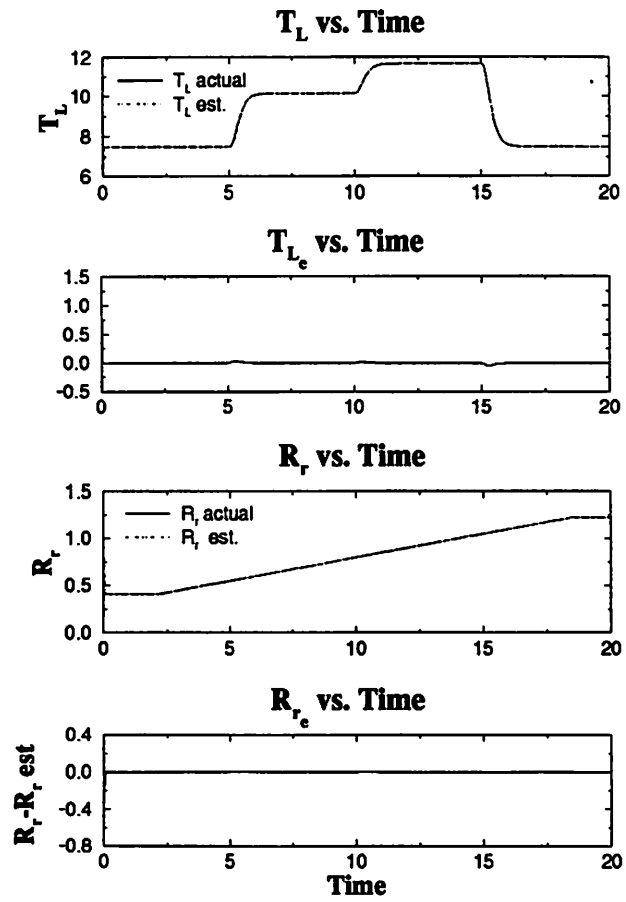 T_L vs. Time
12
10
8
6
T_L
T_L actual
T_L est.
0 5 10 15 20
T_L_e vs. Time
1.5
1.0
0.5
0.0
-0.5
0 5 10 15 20
R_r vs. Time
1.5
1.0
0.5
0.0
R_r
R_r actual
R_r est.
0 5 10 15 20
R_r_e vs. Time
0.4
0.0
-0.4
-0.8
R_r-R_r est
0 5 10 15 20
Time